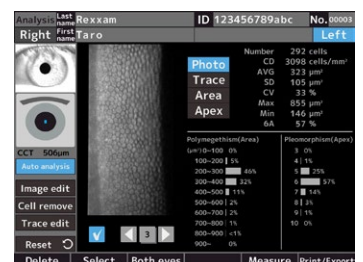 Analysis Last name Rexxam ID 123456789abc No. 00003
Right First name Taro Left
Photo
Trace
Area
Apex
Number 292 cells
CD 3098 cells/mm²
AVG 323 μm²
SD 105 μm²
CV 33 %
Max 855 μm²
Min 146 μm²
6A 57 %
CCT 506μm
Auto analysis
Image edit
Cell remove
Trace edit
Reset
3
Polymegethism(Area)
(μm²)0~100 0%
100~200 5%
200~300 46%
300~400 32%
400~500 11%
500~600 2%
600~700 2%
700~800 1%
800~900 <1%
900~ 0%
Pleomorphism(Apex)
3 0%
4 1%
5 25%
6 57%
7 14%
8 3%
9 1%
10 0%
Delete Select Both eyes Measure Print/Export